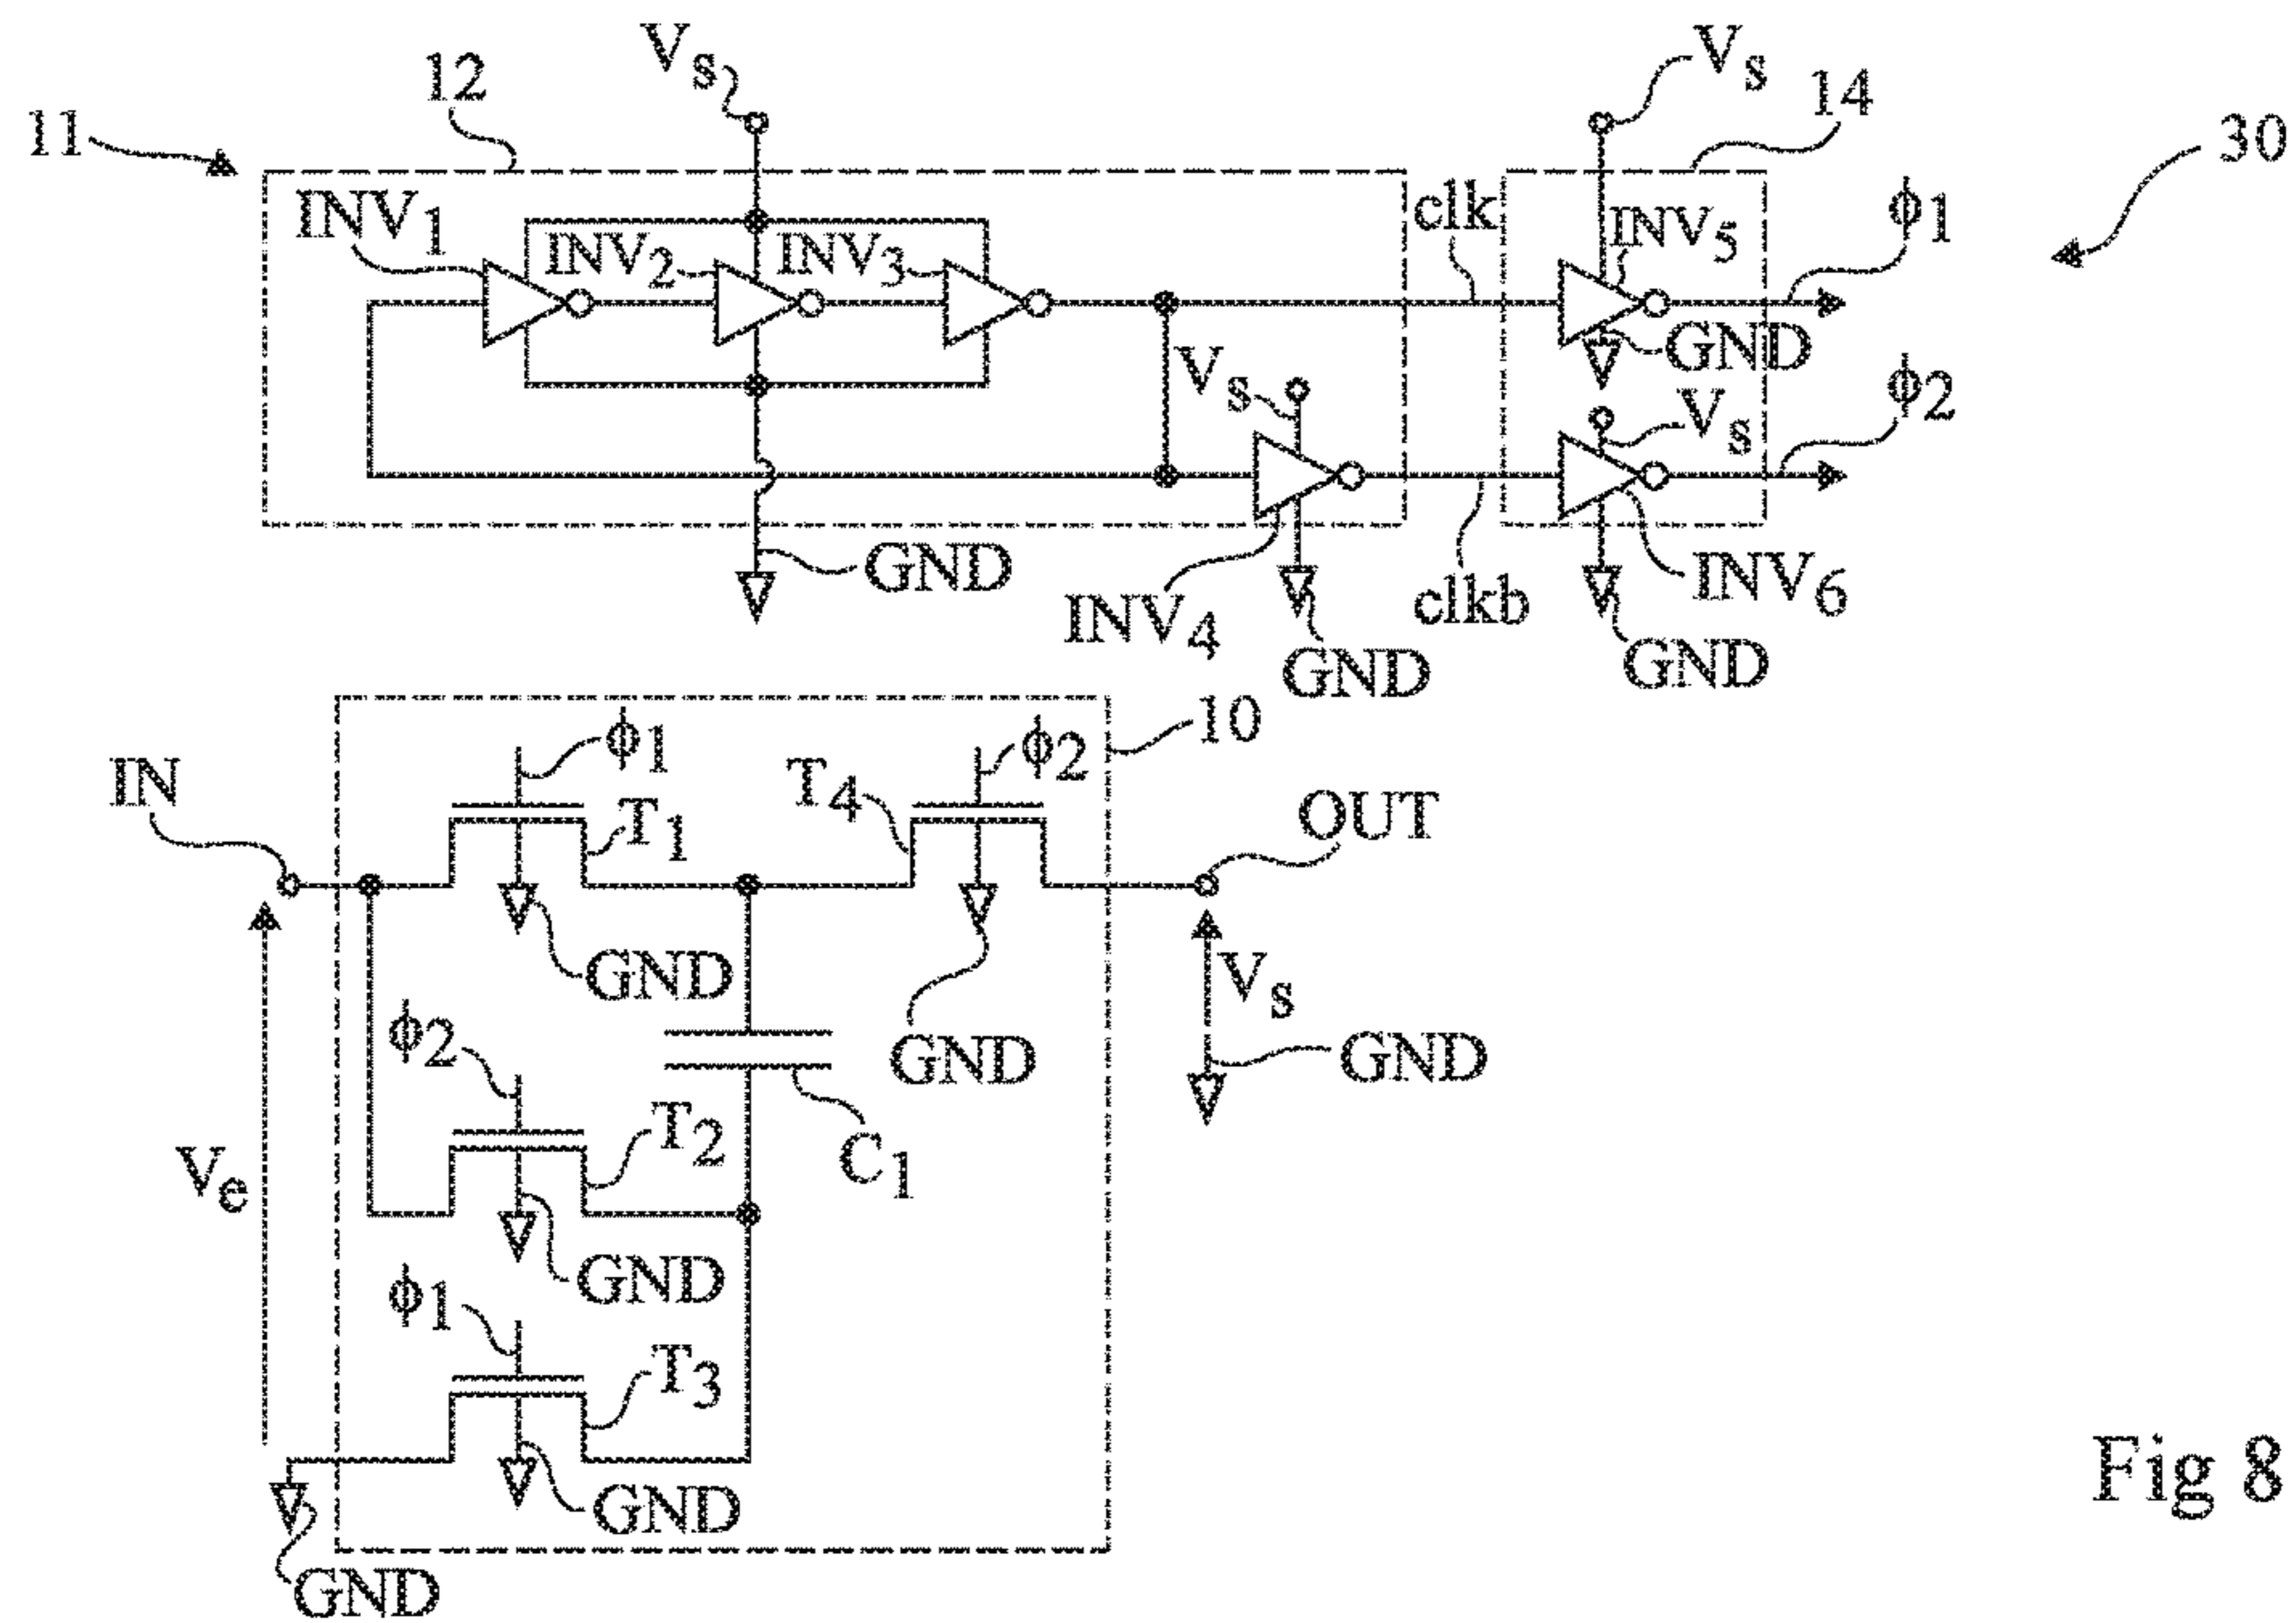 11
12
Vs
Vs
14
30
INV1
INV2
INV3
clk
INV5
ϕ1
GND
Vs
ϕ2
Vs
GND
INV4
GND
clkb
INV6
GND
10
IN
ϕ1
T1
T4
ϕ2
OUT
GND
GND
Vs
GND
ϕ2
T2
C1
Ve
GND
ϕ1
T3
GND
GND
Fig 8